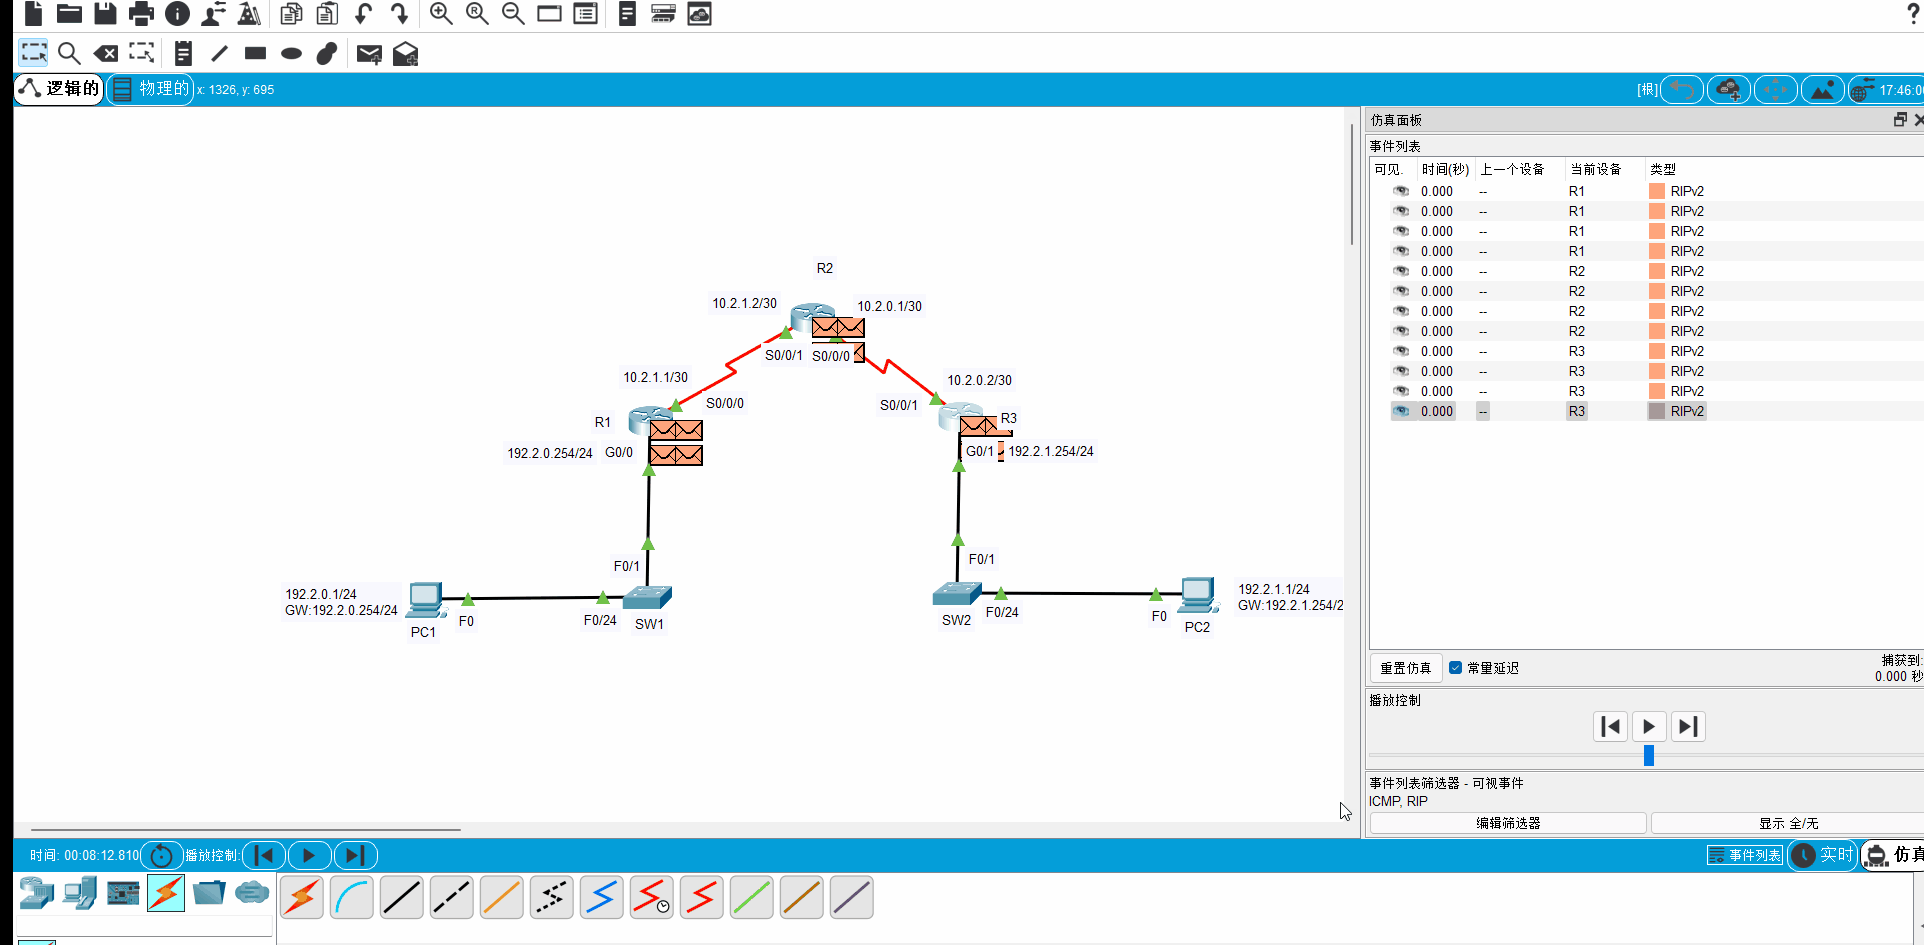 逻辑的
物理的
x: 1326, y: 695
[根]
17:46:0
仿真面板
事件列表
可见. 时间(秒) 上一个设备 当前设备 类型
0.000 -- R1 RIPv2
0.000 -- R1 RIPv2
0.000 -- R1 RIPv2
0.000 -- R1 RIPv2
0.000 -- R2 RIPv2
0.000 -- R2 RIPv2
0.000 -- R2 RIPv2
0.000 -- R2 RIPv2
0.000 -- R3 RIPv2
0.000 -- R3 RIPv2
0.000 -- R3 RIPv2
0.000 -- R3 RIPv2
R2
10.2.1.2/30
10.2.0.1/30
S0/0/1
S0/0/0
10.2.1.1/30
10.2.0.2/30
S0/0/0
S0/0/1
R1
R3
192.2.0.254/24
G0/0
G0/1
192.2.1.254/24
F0/1
F0/1
192.2.0.1/24
GW:192.2.0.254/24
PC1
F0
F0/24
SW1
SW2
F0/24
F0
PC2
192.2.1.1/24
GW:192.2.1.254/2
重置仿真
常量延迟
捕获到:
0.000 秒
播放控制
事件列表筛选器 - 可视事件
ICMP, RIP
编辑筛选器
显示 全/无
时间: 00:08:12.810
播放控制:
事件列表
实时
仿真